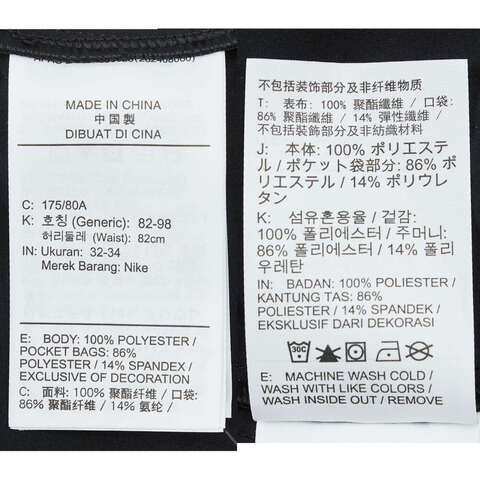 MADE IN CHINA
中國製
DIBUAT DI CINA
C: 175/80A
K: 호칭 (Generic): 82-98
허리둘레 (Waist): 82cm
IN: Ukuran: 32-34
Merek Barang: Nike
E: BODY: 100% POLYESTER /
POCKET BAGS: 86%
POLYESTER / 14% SPANDEX /
EXCLUSIVE OF DECORATION
C: 面料: 100% 聚酯纤维 / 口袋:
86% 聚酯纤维 / 14% 氨纶 /
不包括装饰部分及非纤维物质
T: 表布: 100% 聚酯纖維 / 口袋:
86% 聚酯纖維 / 14% 彈性纖維 /
不包括裝飾部分及非紡織材料
J: 本体: 100% ポリエステ
ル / ポケット袋部分: 86% ポ
リエステル / 14% ポリウレ
タン
K: 섬유혼용율 / 겉감:
100% 폴리에스터 / 주머니:
86% 폴리에스터 / 14% 폴리
우레탄
IN: BADAN: 100% POLIESTER /
KANTUNG TAS: 86%
POLIESTER / 14% SPANDEX /
EKSKLUSIF DARI DEKORASI
30C
E: MACHINE WASH COLD /
WASH WITH LIKE COLORS /
WASH INSIDE OUT / REMOVE